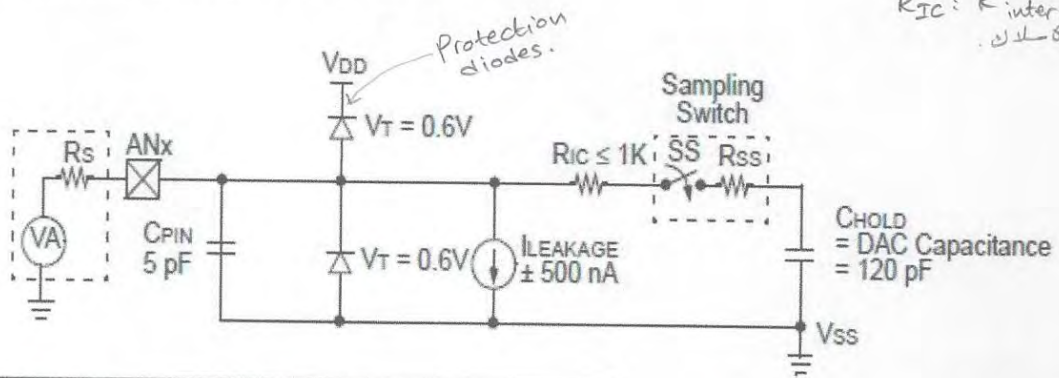 RIC : R inter
Protection
diodes.
VDD
VT = 0.6V
Sampling
Switch
RS
ANx
RIC ≤ 1K
SS
RSS
VA
CPIN
5 pF
VT = 0.6V
ILEAKAGE
± 500 nA
CHOLD
= DAC Capacitance
= 120 pF
VSS